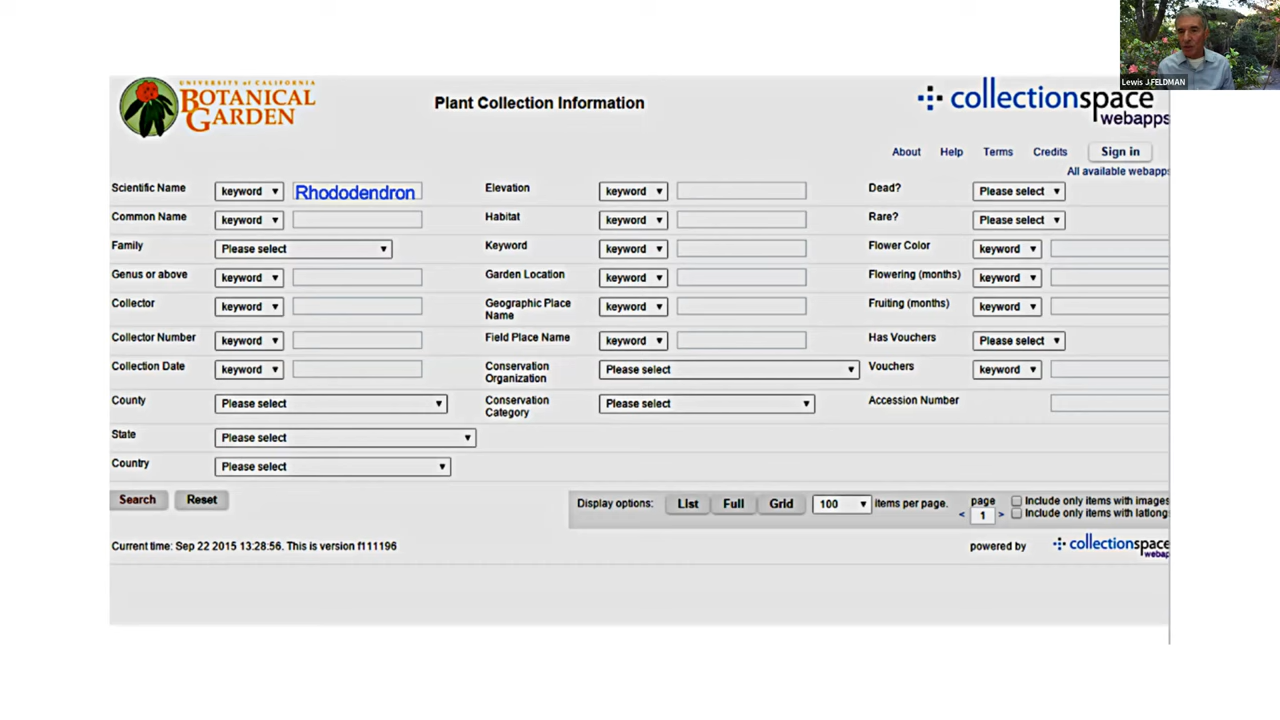 Lewis J.FELDMAN
UNIVERSITY of CALIFORNIA
BOTANICAL
GARDEN
Plant Collection Information
collectionspace
webapps
About Help Terms Credits Sign in
All available webapps
Scientific Name keyword Rhododendron Elevation keyword Dead? Please select
Common Name keyword Habitat keyword Rare? Please select
Family Please select Keyword keyword Flower Color keyword
Genus or above keyword Garden Location keyword Flowering (months) keyword
Collector keyword Geographic Place Name keyword Fruiting (months) keyword
Collector Number keyword Field Place Name keyword Has Vouchers Please select
Collection Date keyword Conservation Organization Please select Vouchers keyword
County Please select Conservation Category Please select Accession Number
State Please select
Country Please select
Search Reset Display options: List Full Grid 100 items per page. page < 1 > Include only items with images
Include only items with latlong
Current time: Sep 22 2015 13:28:56. This is version f111196 powered by collectionspace
webapp